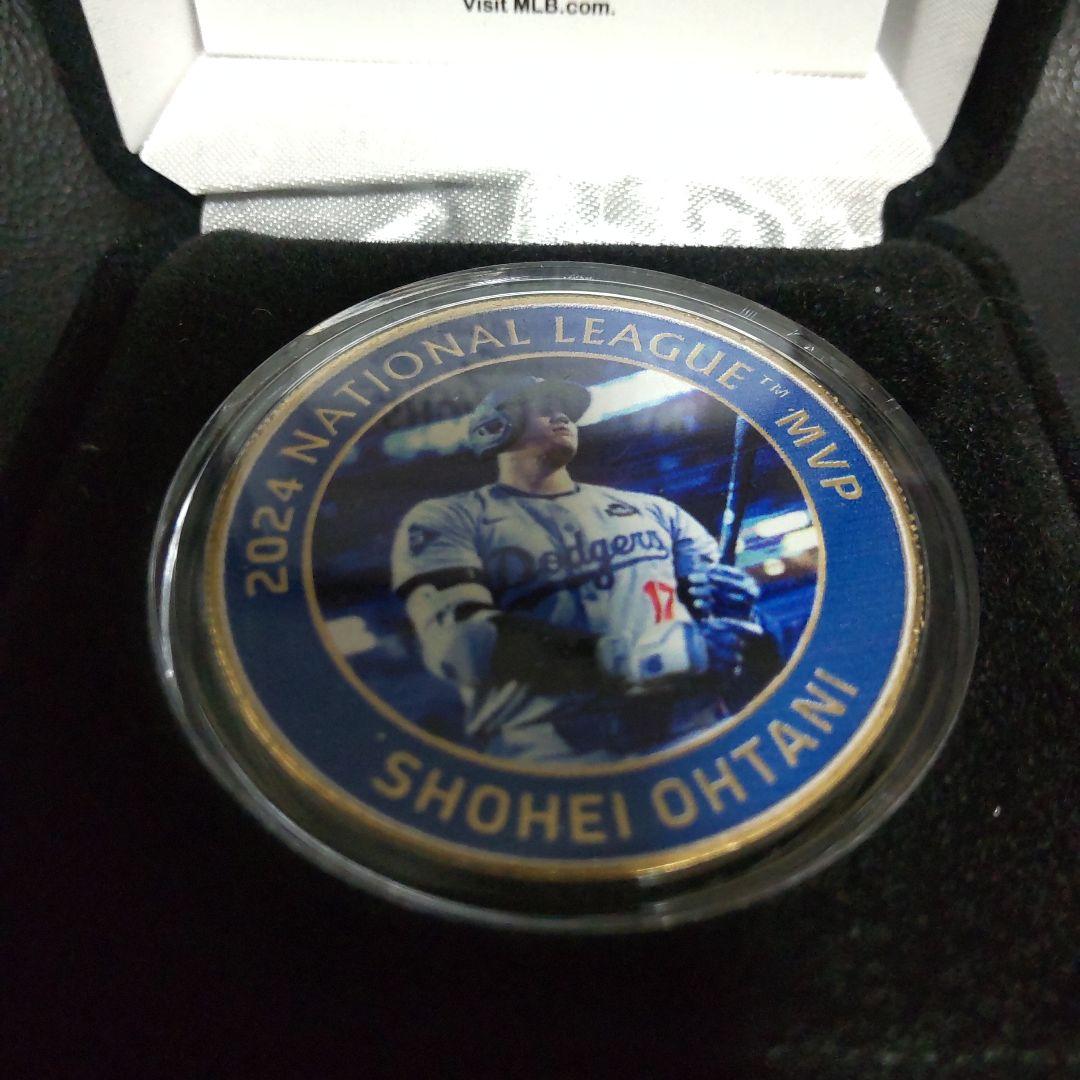 Visit MLB.com.
2024 NATIONAL LEAGUE™ MVP
Dodgers
17
SHOHEI OHTANI